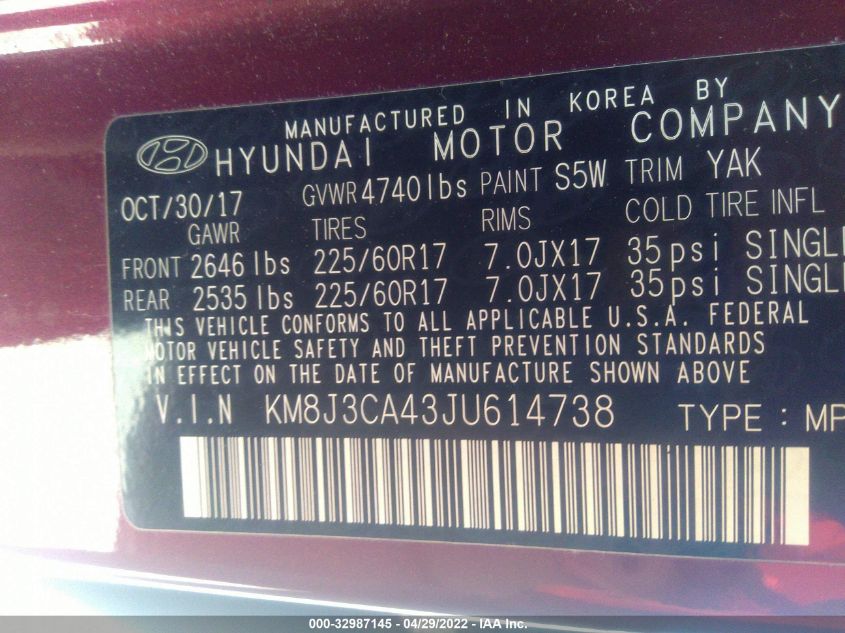 MANUFACTURED IN KOREA BY
HYUNDAI MOTOR COMPANY
OCT/30/17 GVWR 4740 lbs PAINT S5W TRIM YAK
GAWR TIRES RIMS COLD TIRE INFL
FRONT 2646 lbs 225/60R17 7.0JX17 35psi SINGL
REAR 2535 lbs 225/60R17 7.0JX17 35psi SINGL
THIS VEHICLE CONFORMS TO ALL APPLICABLE U.S.A. FEDERAL
MOTOR VEHICLE SAFETY AND THEFT PREVENTION STANDARDS
IN EFFECT ON THE DATE OF MANUFACTURE SHOWN ABOVE
V.I.N KM8J3CA43JU614738 TYPE : MP
000-32987145 - 04/29/2022 - IAA Inc.